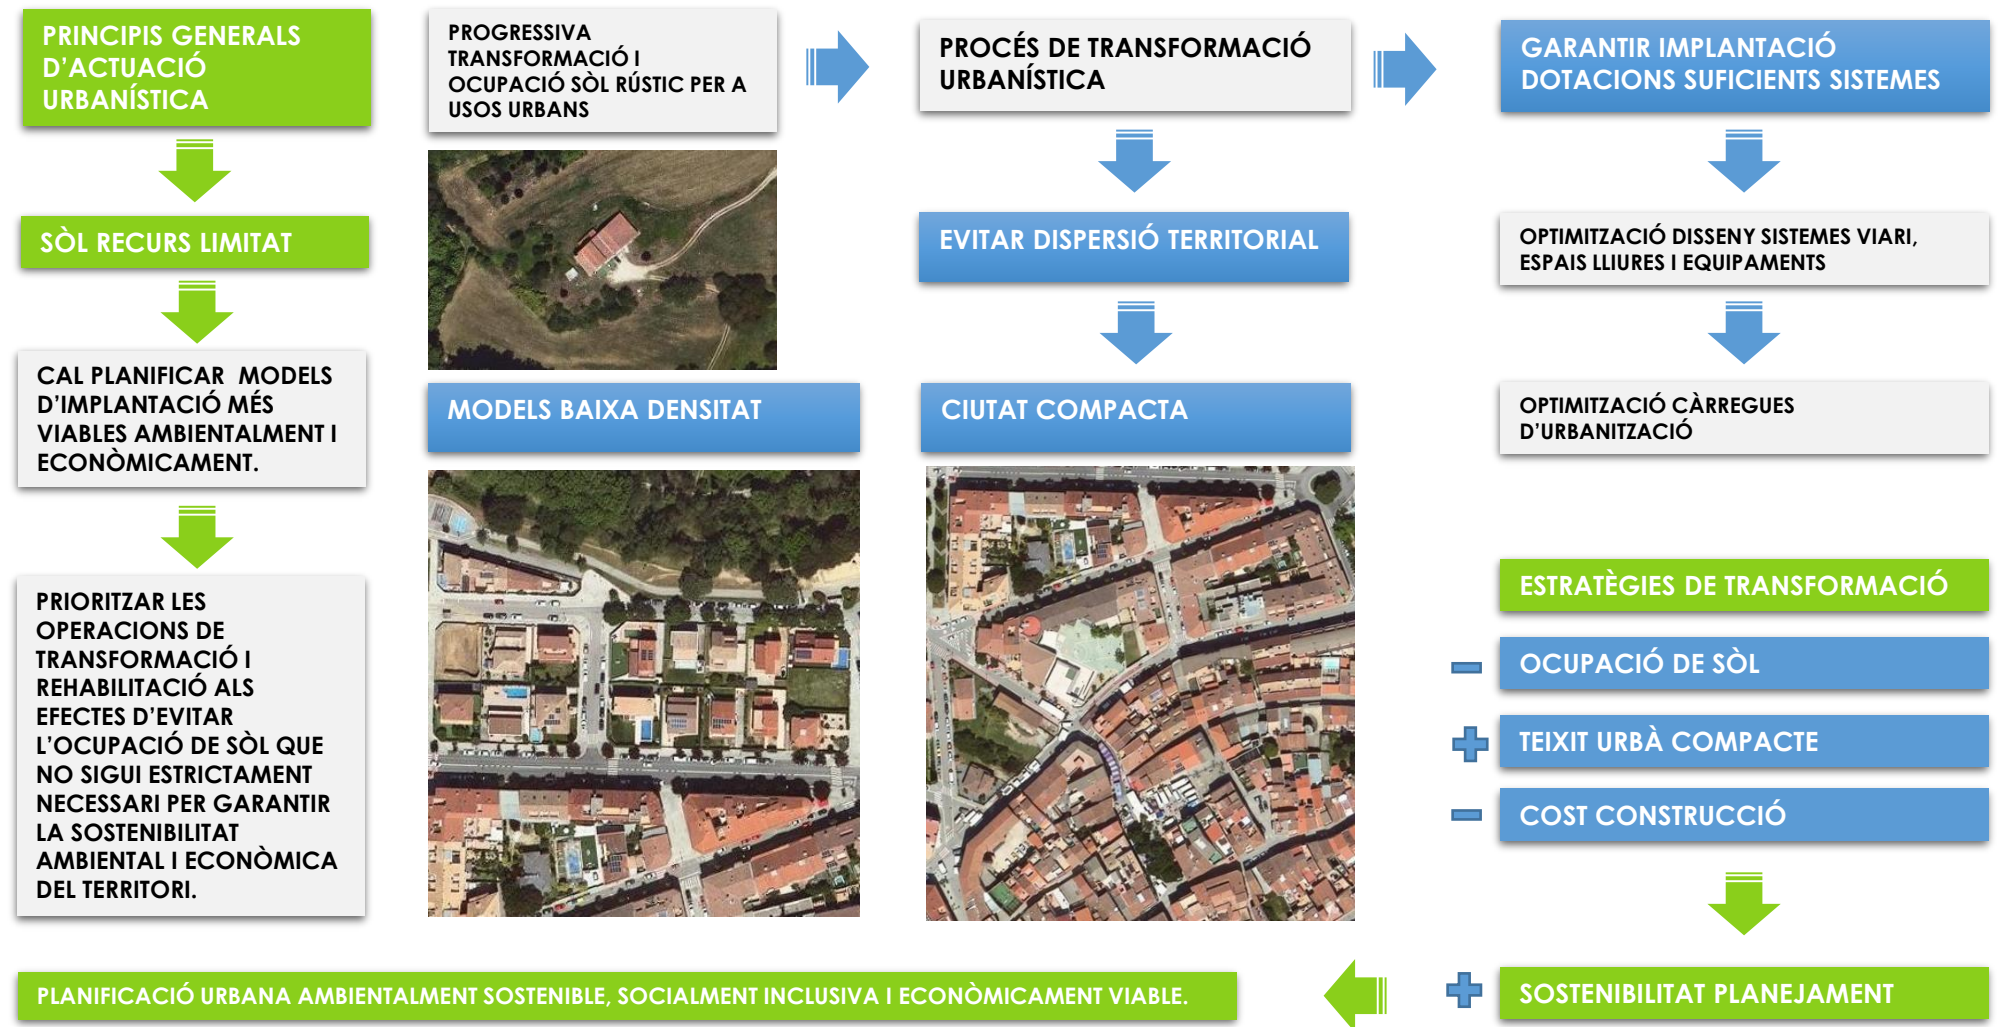 PRINCIPIS GENERALS
D'ACTUACIÓ
URBANÍSTICA
SÒL RECURS LIMITAT
CAL PLANIFICAR MODELS
D'IMPLANTACIÓ MÉS
VIABLES AMBIENTALMENT I
ECONÒMICAMENT.
PRIORITZAR LES
OPERACIONS DE
TRANSFORMACIÓ I
REHABILITACIÓ ALS
EFECTES D'EVITAR
L'OCUPACIÓ DE SÒL QUE
NO SIGUI ESTRICTAMENT
NECESSARI PER GARANTIR
LA SOSTENIBILITAT
AMBIENTAL I ECONÒMICA
DEL TERRITORI.
PROGRESSIVA
TRANSFORMACIÓ I
OCUPACIÓ SÒL RÚSTIC PER A
USOS URBANS
MODELS BAIXA DENSITAT
PROCÉS DE TRANSFORMACIÓ
URBANÍSTICA
EVITAR DISPERSIÓ TERRITORIAL
CIUTAT COMPACTA
GARANTIR IMPLANTACIÓ
DOTACIONS SUFICIENTS SISTEMES
OPTIMITZACIÓ DISSENY SISTEMES VIARI,
ESPAIS LLIURES I EQUIPAMENTS
OPTIMITZACIÓ CÀRREGUES
D'URBANITZACIÓ
ESTRATÈGIES DE TRANSFORMACIÓ
OCUPACIÓ DE SÒL
TEIXIT URBÀ COMPACTE
COST CONSTRUCCIÓ
SOSTENIBILITAT PLANEJAMENT
PLANIFICACIÓ URBANA AMBIENTALMENT SOSTENIBLE, SOCIALMENT INCLUSIVA I ECONÒMICAMENT VIABLE.